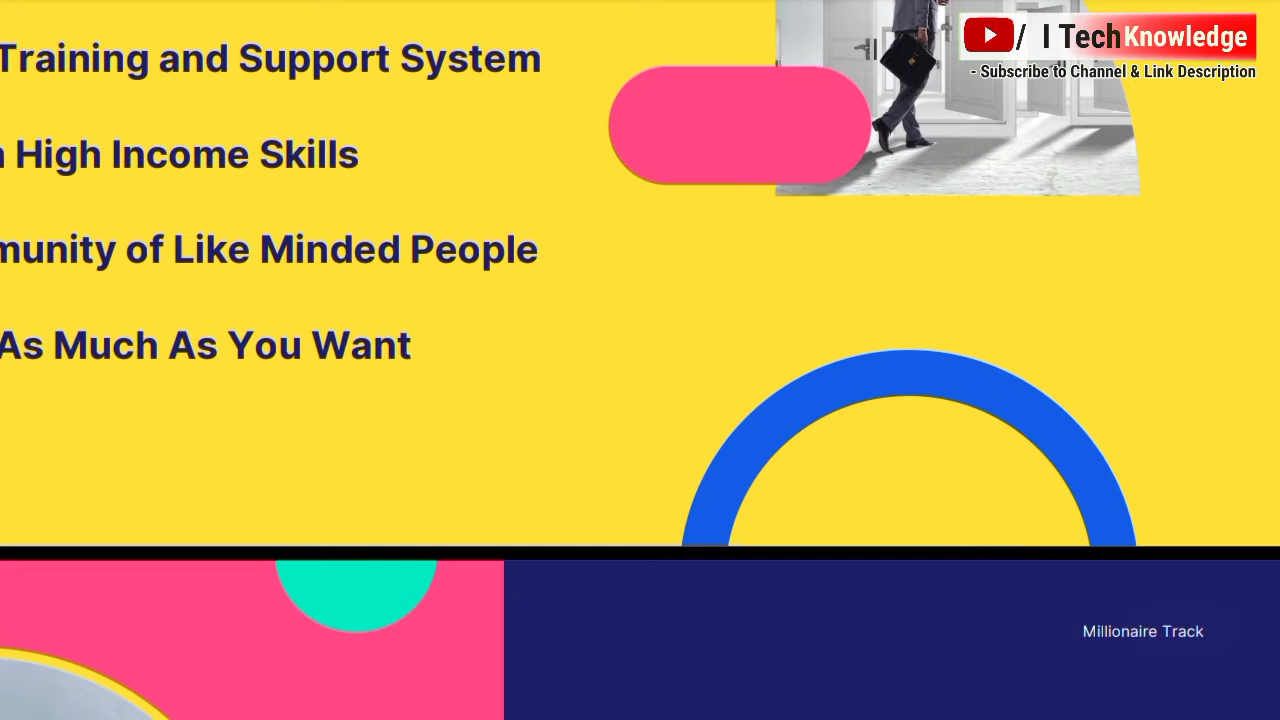 Training and Support System
/ I Tech Knowledge
- Subscribe to Channel & Link Description
High Income Skills
munity of Like Minded People
As Much As You Want
Millionaire Track